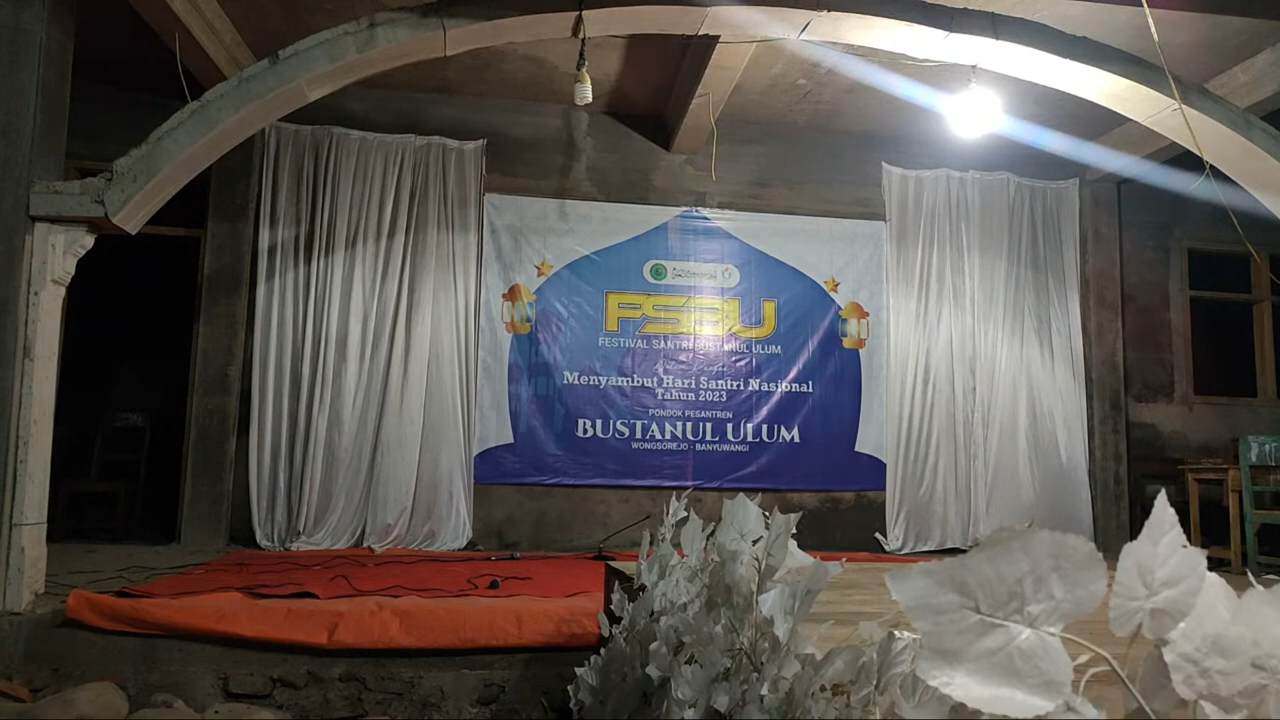 FSBU
FESTIVAL SANTRI BUSTANUL ULUM
Menyambut Hari Santri Nasional
Tahun 2023
PONDOK PESANTREN
BUSTANUL ULUM
WONGSOREJO - BANYUWANGI